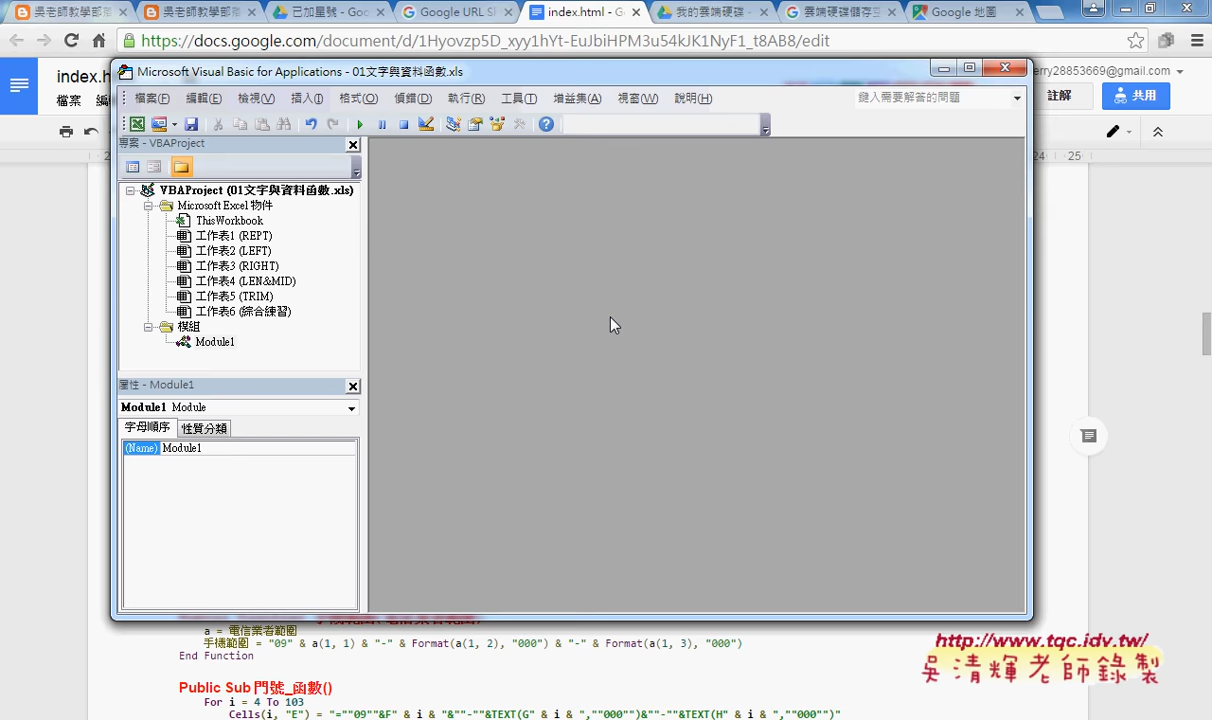 吳老師教學部落
吳老師教學部落
已加星號 - Goo
Google URL Sh
index.html - Go
我的雲端硬碟 -
雲端硬碟儲存空
Google 地圖
https://docs.google.com/document/d/1Hyovzp5D_xyy1hYt-EuJbiHPM3u54kJK1NyF1_t8AB8/edit
index.h
erry28853669@gmail.com
檔案
編輯
註解
共用
24
25
Microsoft Visual Basic for Applications - 01文字與資料函數.xls
檔案(F) 編輯(E) 檢視(V) 插入(I) 格式(O) 偵錯(D) 執行(R) 工具(T) 增益集(A) 視窗(W) 說明(H) 鍵入需要解答的問題
專案 - VBAProject
VBAProject (01文字與資料函數.xls)
Microsoft Excel 物件
ThisWorkbook
工作表1 (REPT)
工作表2 (LEFT)
工作表3 (RIGHT)
工作表4 (LEN&MID)
工作表5 (TRIM)
工作表6 (綜合練習)
模組
Module1
屬性 - Module1
Module1 Module
字母順序 性質分類
(Name) Module1
a = 電信業者範圍
手機範圍 = "09" & a(1, 1) & "-" & Format(a(1, 2), "000") & "-" & Format(a(1, 3), "000")
End Function
Public Sub 門號_函數()
For i = 4 To 103
Cells(i, "E") = "=""09""&F" & i & "&""-""&TEXT(G" & i & ",""000"")&""-""&TEXT(H" & i & ",""000"")"
http://www.tqc.idv.tw/
吳清輝老師錄製